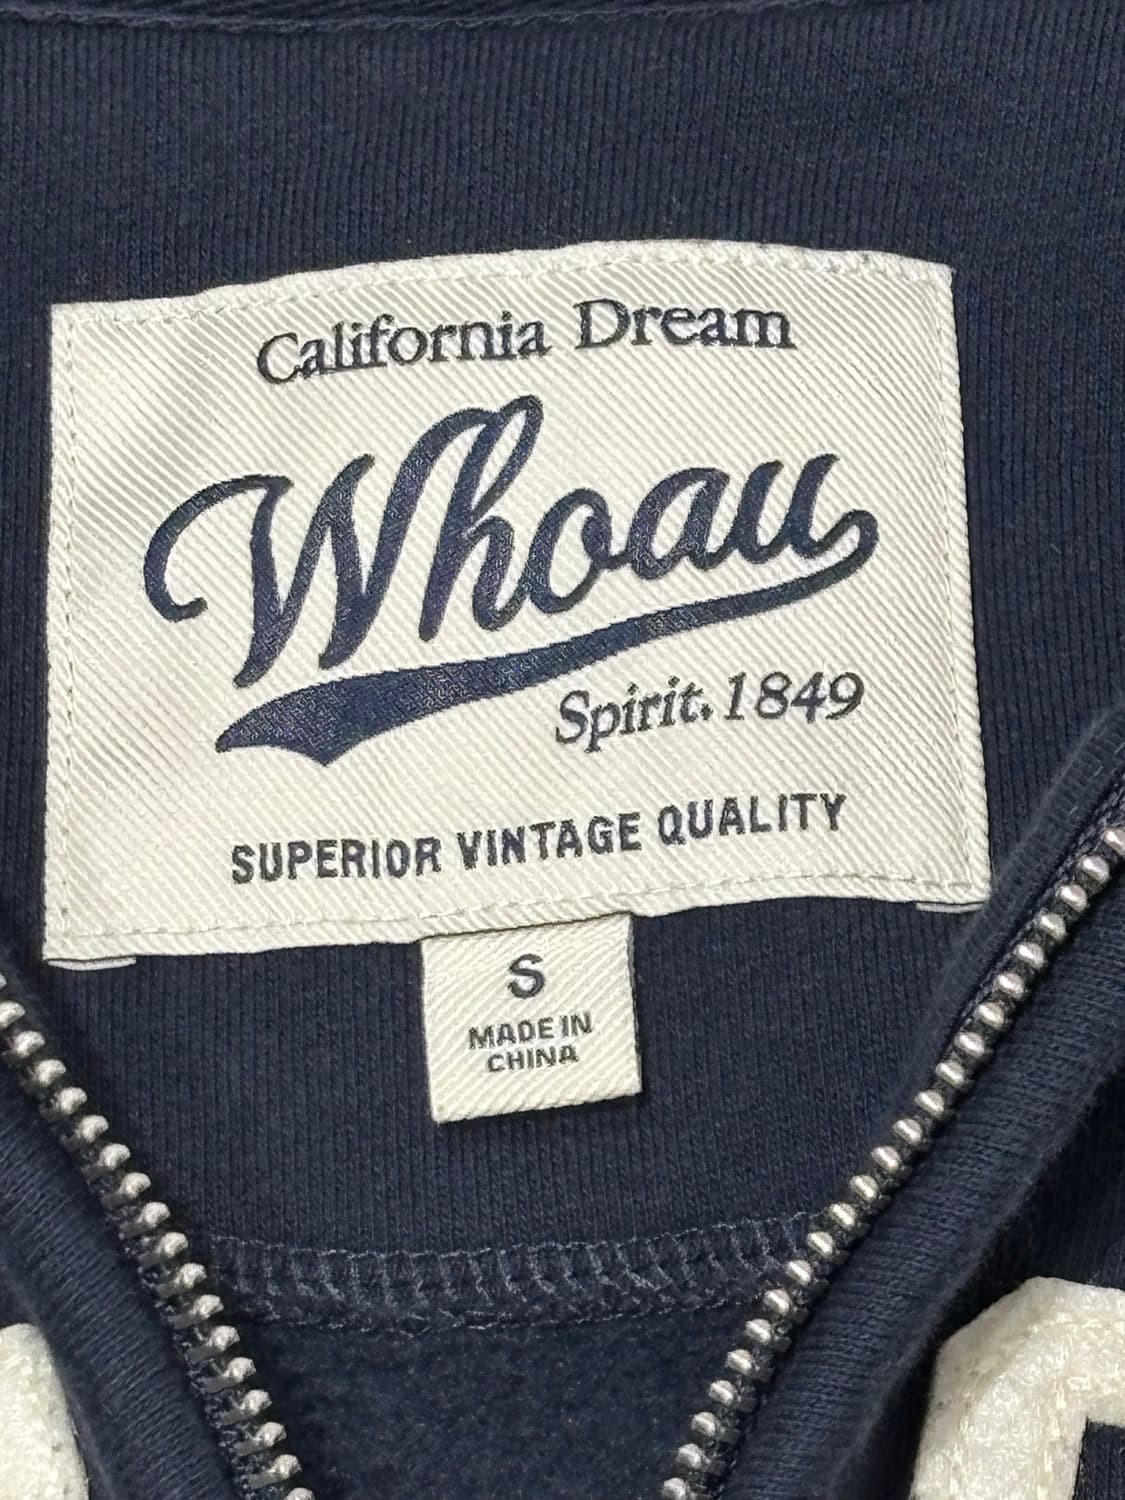 California Dream
Whoau
Spirit. 1849
SUPERIOR VINTAGE QUALITY
S
MADE IN
CHINA